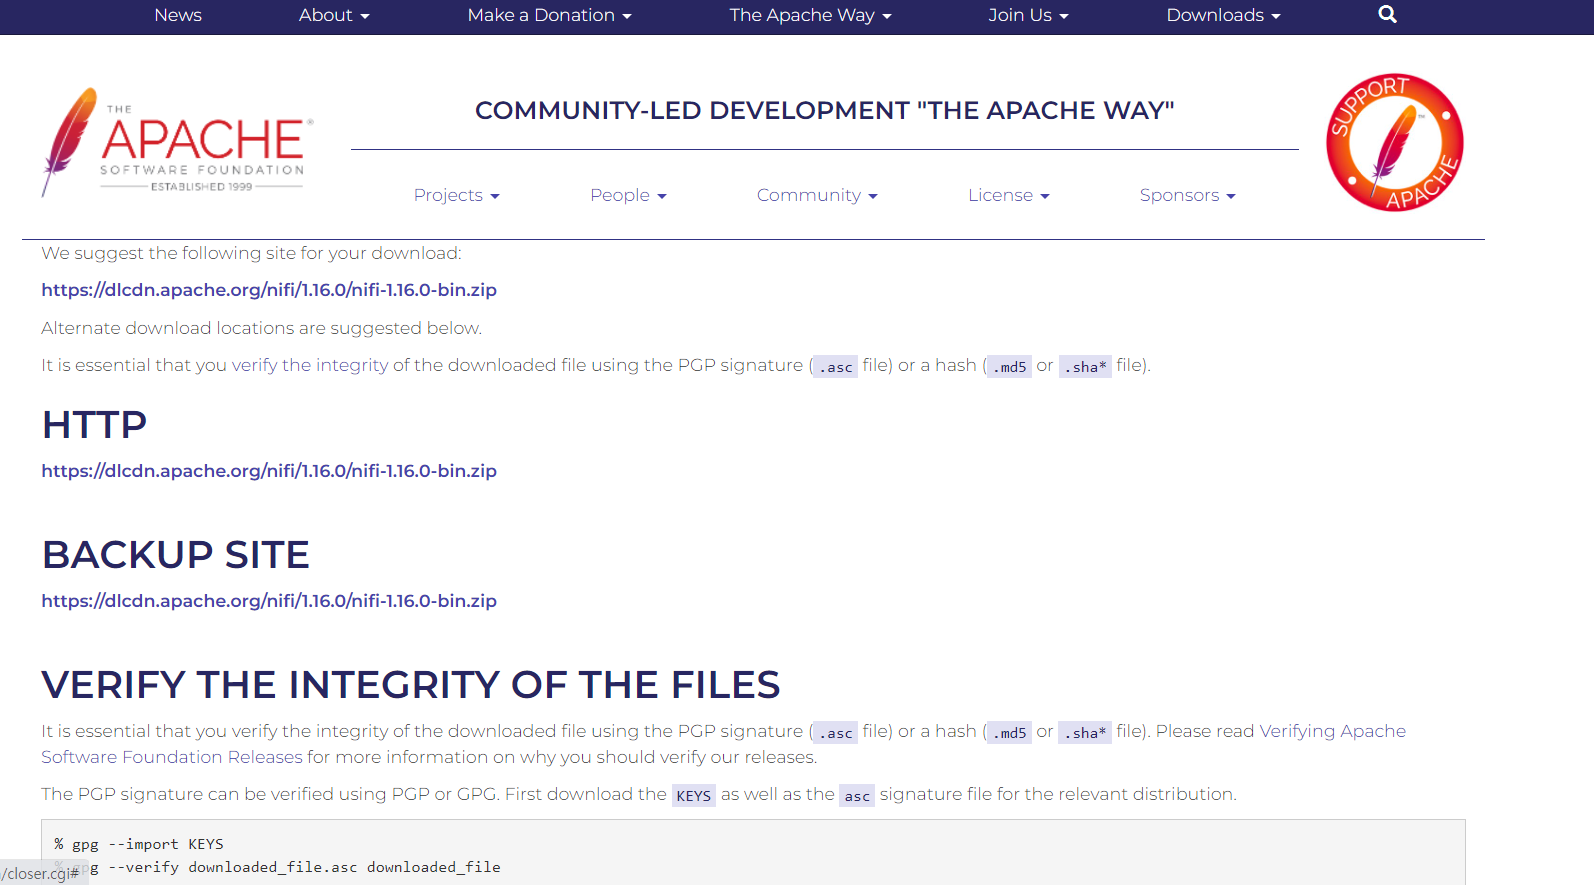 News About Make a Donation The Apache Way Join Us Downloads
THE
APACHE®
SOFTWARE FOUNDATION
ESTABLISHED 1999
COMMUNITY-LED DEVELOPMENT "THE APACHE WAY"
Projects People Community License Sponsors
SUPPORT
APACHE
We suggest the following site for your download:
https://dlcdn.apache.org/nifi/1.16.0/nifi-1.16.0-bin.zip
Alternate download locations are suggested below.
It is essential that you verify the integrity of the downloaded file using the PGP signature ( .asc file) or a hash ( .md5 or .sha* file).
HTTP
https://dlcdn.apache.org/nifi/1.16.0/nifi-1.16.0-bin.zip
BACKUP SITE
https://dlcdn.apache.org/nifi/1.16.0/nifi-1.16.0-bin.zip
VERIFY THE INTEGRITY OF THE FILES
It is essential that you verify the integrity of the downloaded file using the PGP signature ( .asc file) or a hash ( .md5 or .sha* file). Please read Verifying Apache
Software Foundation Releases for more information on why you should verify our releases.
The PGP signature can be verified using PGP or GPG. First download the KEYS as well as the asc signature file for the relevant distribution.
% gpg --import KEYS
% gpg --verify downloaded_file.asc downloaded_file
/closer.cgi#